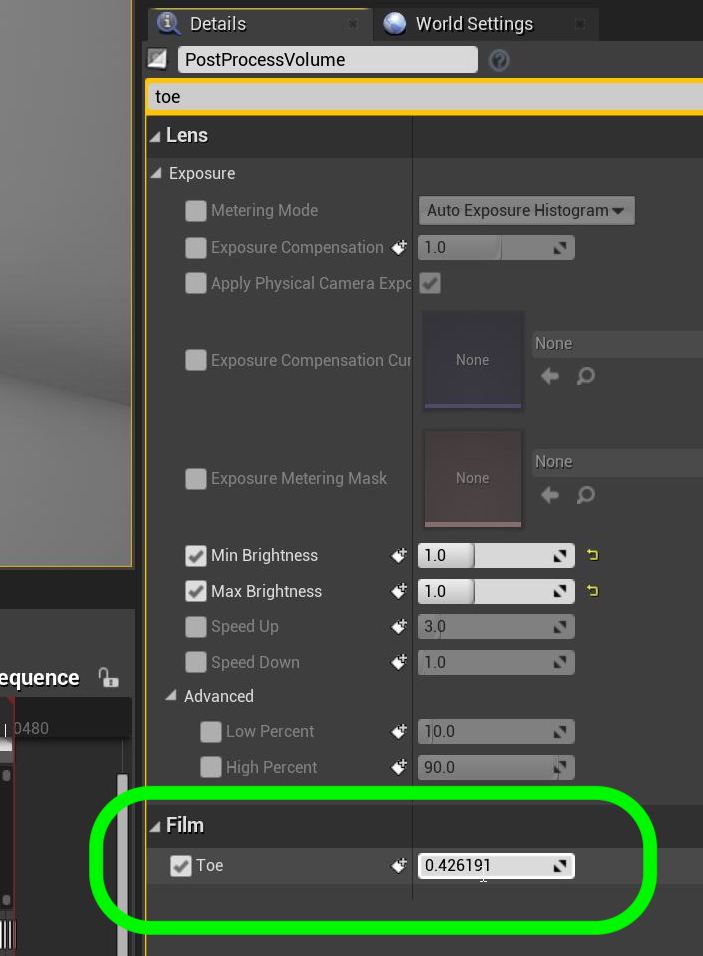 Details
World Settings
PostProcessVolume
toe
Lens
Exposure
Metering Mode
Auto Exposure Histogram
Exposure Compensation
1.0
Apply Physical Camera Expo
Exposure Compensation Cur
None
None
Exposure Metering Mask
None
None
Min Brightness
1.0
Max Brightness
1.0
Speed Up
3.0
Speed Down
1.0
equence
0480
Advanced
Low Percent
10.0
High Percent
90.0
Film
Toe
0.426191